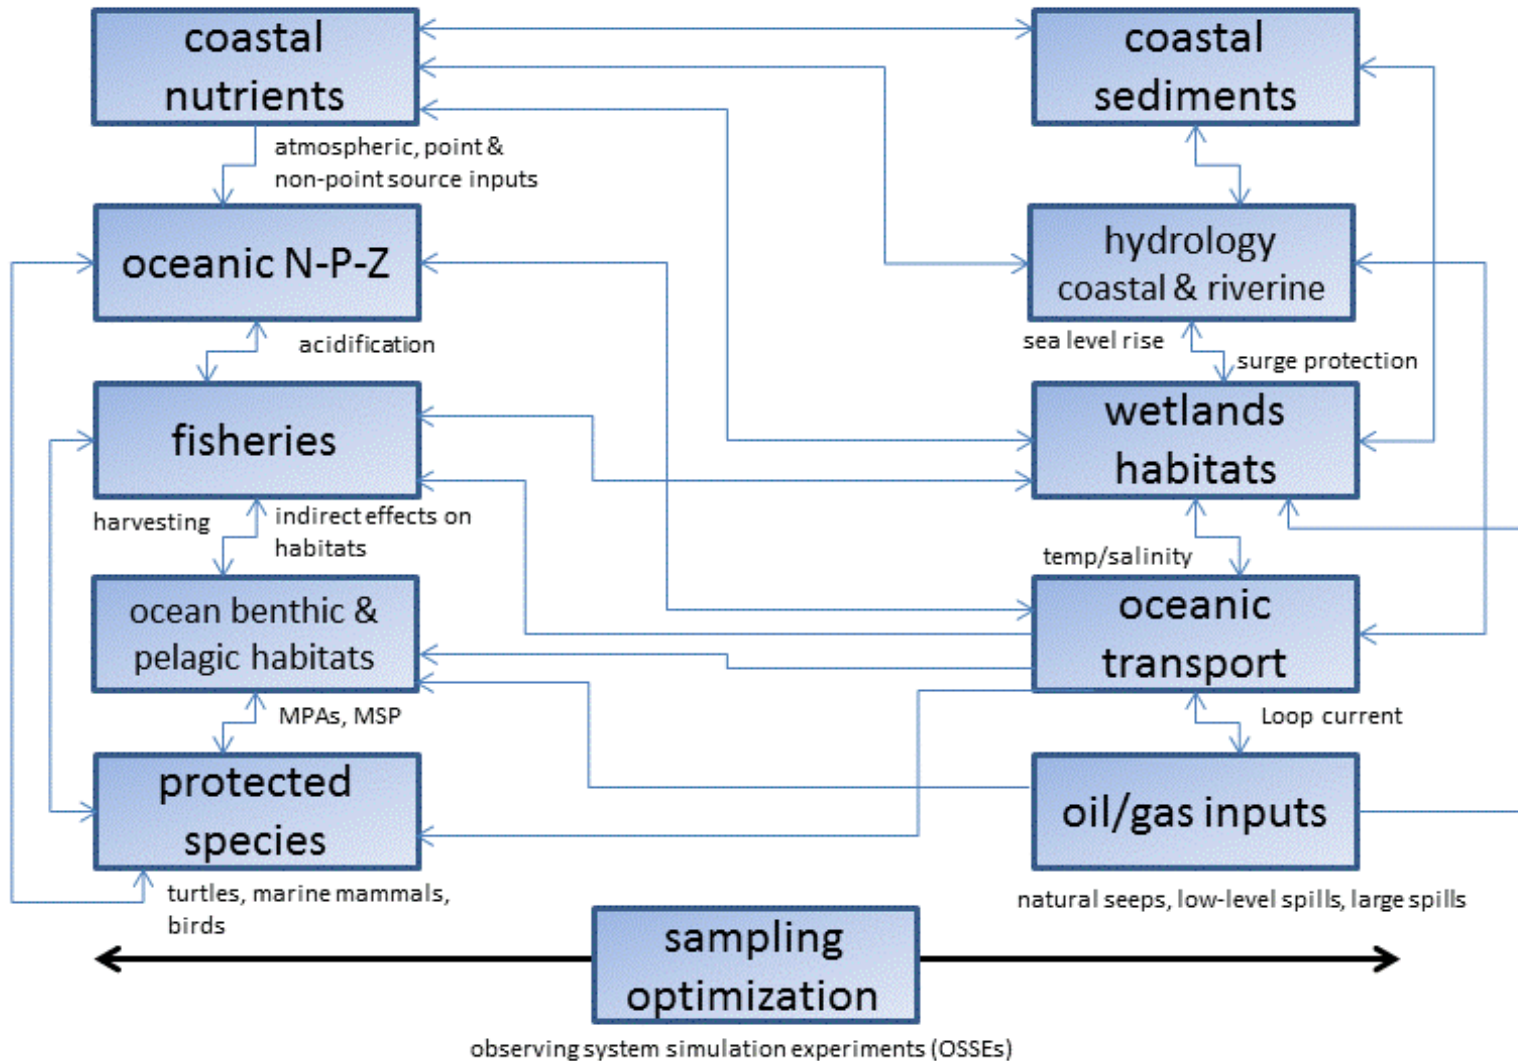 coastal
nutrients
coastal
sediments
atmospheric, point &
non-point source inputs
oceanic N-P-Z
hydrology
coastal & riverine
acidification
sea level rise
surge protection
fisheries
wetlands
habitats
harvesting
indirect effects on
habitats
temp/salinity
ocean benthic &
pelagic habitats
oceanic
transport
MPAs, MSP
Loop current
protected
species
oil/gas inputs
turtles, marine mammals,
birds
natural seeps, low-level spills, large spills
sampling
optimization
observing system simulation experiments (OSSEs)